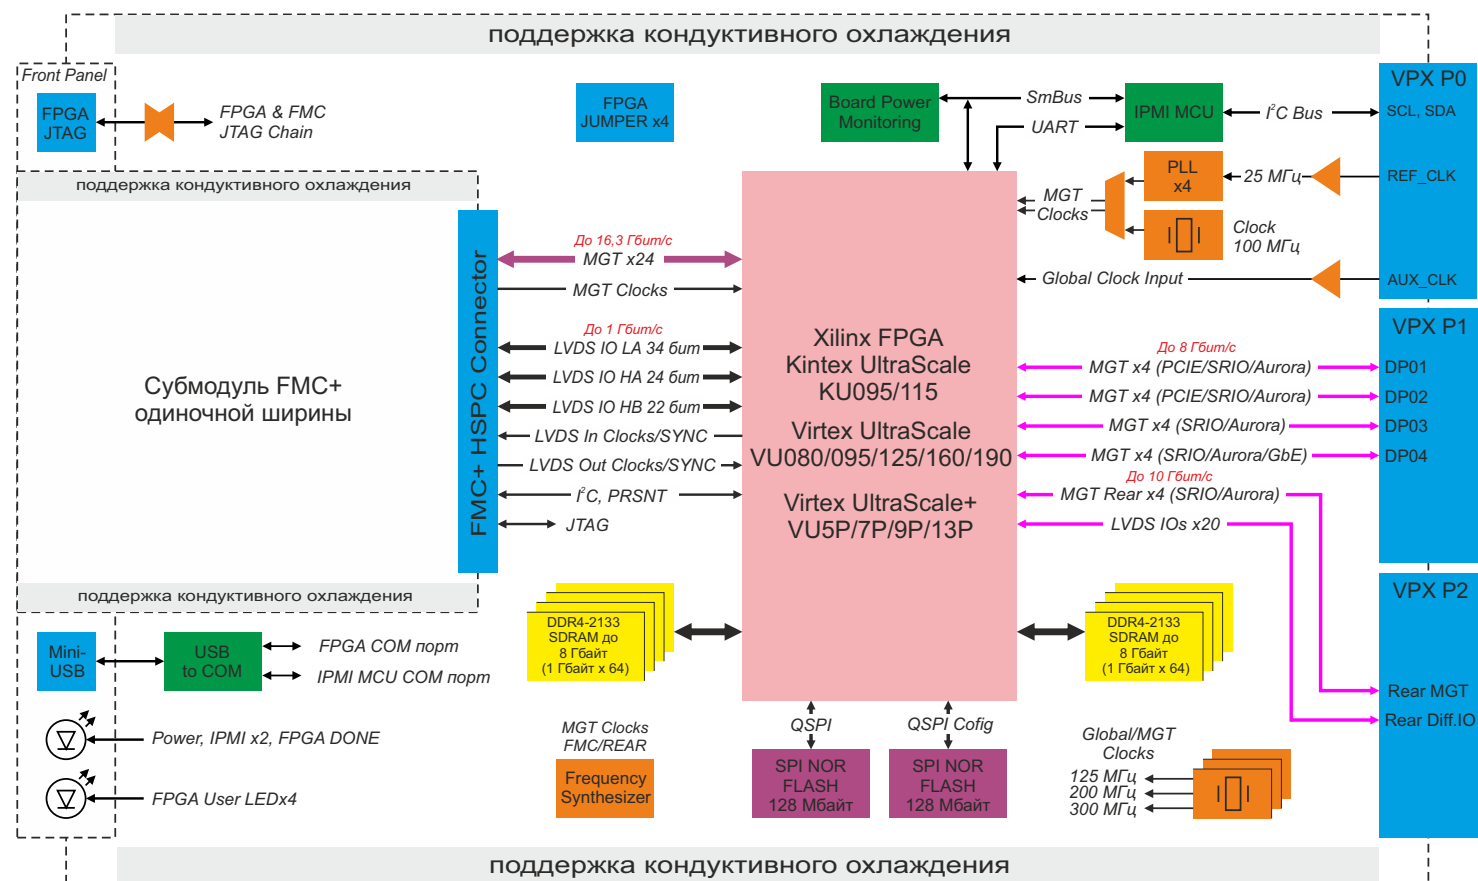 поддержка кондуктивного охлаждения
Front Panel
FPGA
JTAG
FPGA & FMC
JTAG Chain
FPGA
JUMPER x4
Board Power
Monitoring
SmBus
UART
IPMI MCU
I²C Bus
VPX P0
SCL, SDA
REF_CLK
AUX_CLK
PLL
x4
25 МГц
MGT
Clocks
Clock
100 МГц
Global Clock Input
поддержка кондуктивного охлаждения
Субмодуль FMC+
одиночной ширины
поддержка кондуктивного охлаждения
FMC+ HSPC Connector
До 16,3 Гбит/с
MGT x24
MGT Clocks
До 1 Гбит/с
LVDS IO LA 34 бит
LVDS IO HA 24 бит
LVDS IO HB 22 бит
LVDS In Clocks/SYNC
LVDS Out Clocks/SYNC
I²C, PRSNT
JTAG
Xilinx FPGA
Kintex UltraScale
KU095/115
Virtex UltraScale
VU080/095/125/160/190
Virtex UltraScale+
VU5P/7P/9P/13P
До 8 Гбит/с
MGT x4 (PCIE/SRIO/Aurora)
MGT x4 (PCIE/SRIO/Aurora)
MGT x4 (SRIO/Aurora)
MGT x4 (SRIO/Aurora/GbE)
До 10 Гбит/с
MGT Rear x4 (SRIO/Aurora)
LVDS IOs x20
VPX P1
DP01
DP02
DP03
DP04
VPX P2
Rear MGT
Rear Diff.IO
DDR4-2133
SDRAM до
8 Гбайт
(1 Гбайт x 64)
DDR4-2133
SDRAM до
8 Гбайт
(1 Гбайт x 64)
Mini-
USB
USB
to COM
FPGA COM порт
IPMI MCU COM порт
Power, IPMI x2, FPGA DONE
FPGA User LEDx4
MGT Clocks
FMC/REAR
Frequency
Synthesizer
QSPI
SPI NOR
FLASH
128 Мбайт
QSPI Cofig
SPI NOR
FLASH
128 Мбайт
Global/MGT
Clocks
125 МГц
200 МГц
300 МГц
поддержка кондуктивного охлаждения